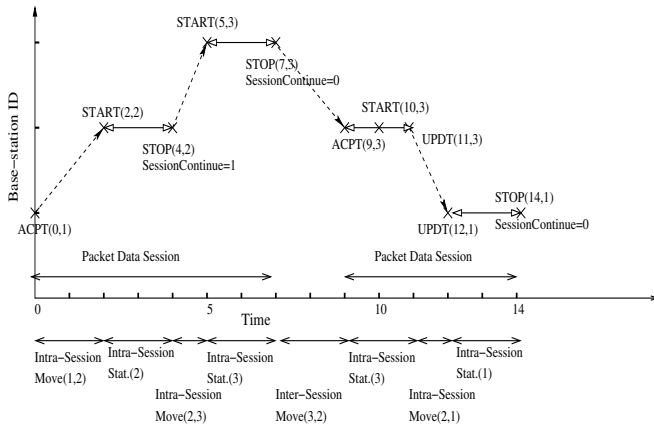 START(5,3)
STOP(7,3)
SessionContinue=0
START(2,2)
START(10,3)
STOP(4,2)
SessionContinue=1
ACPT(9,3)
UPDT(11,3)
Base−station ID
STOP(14,1)
SessionContinue=0
ACPT(0,1)
UPDT(12,1)
Packet Data Session
Packet Data Session
0
5
10
14
Time
Intra−Session
Move(1,2)
Intra−Session
Stat.(2)
Intra−Session
Stat.(3)
Intra−Session
Stat.(3)
Intra−Session
Stat.(1)
Intra−Session
Move(2,3)
Inter−Session
Move(3,2)
Intra−Session
Move(2,1)